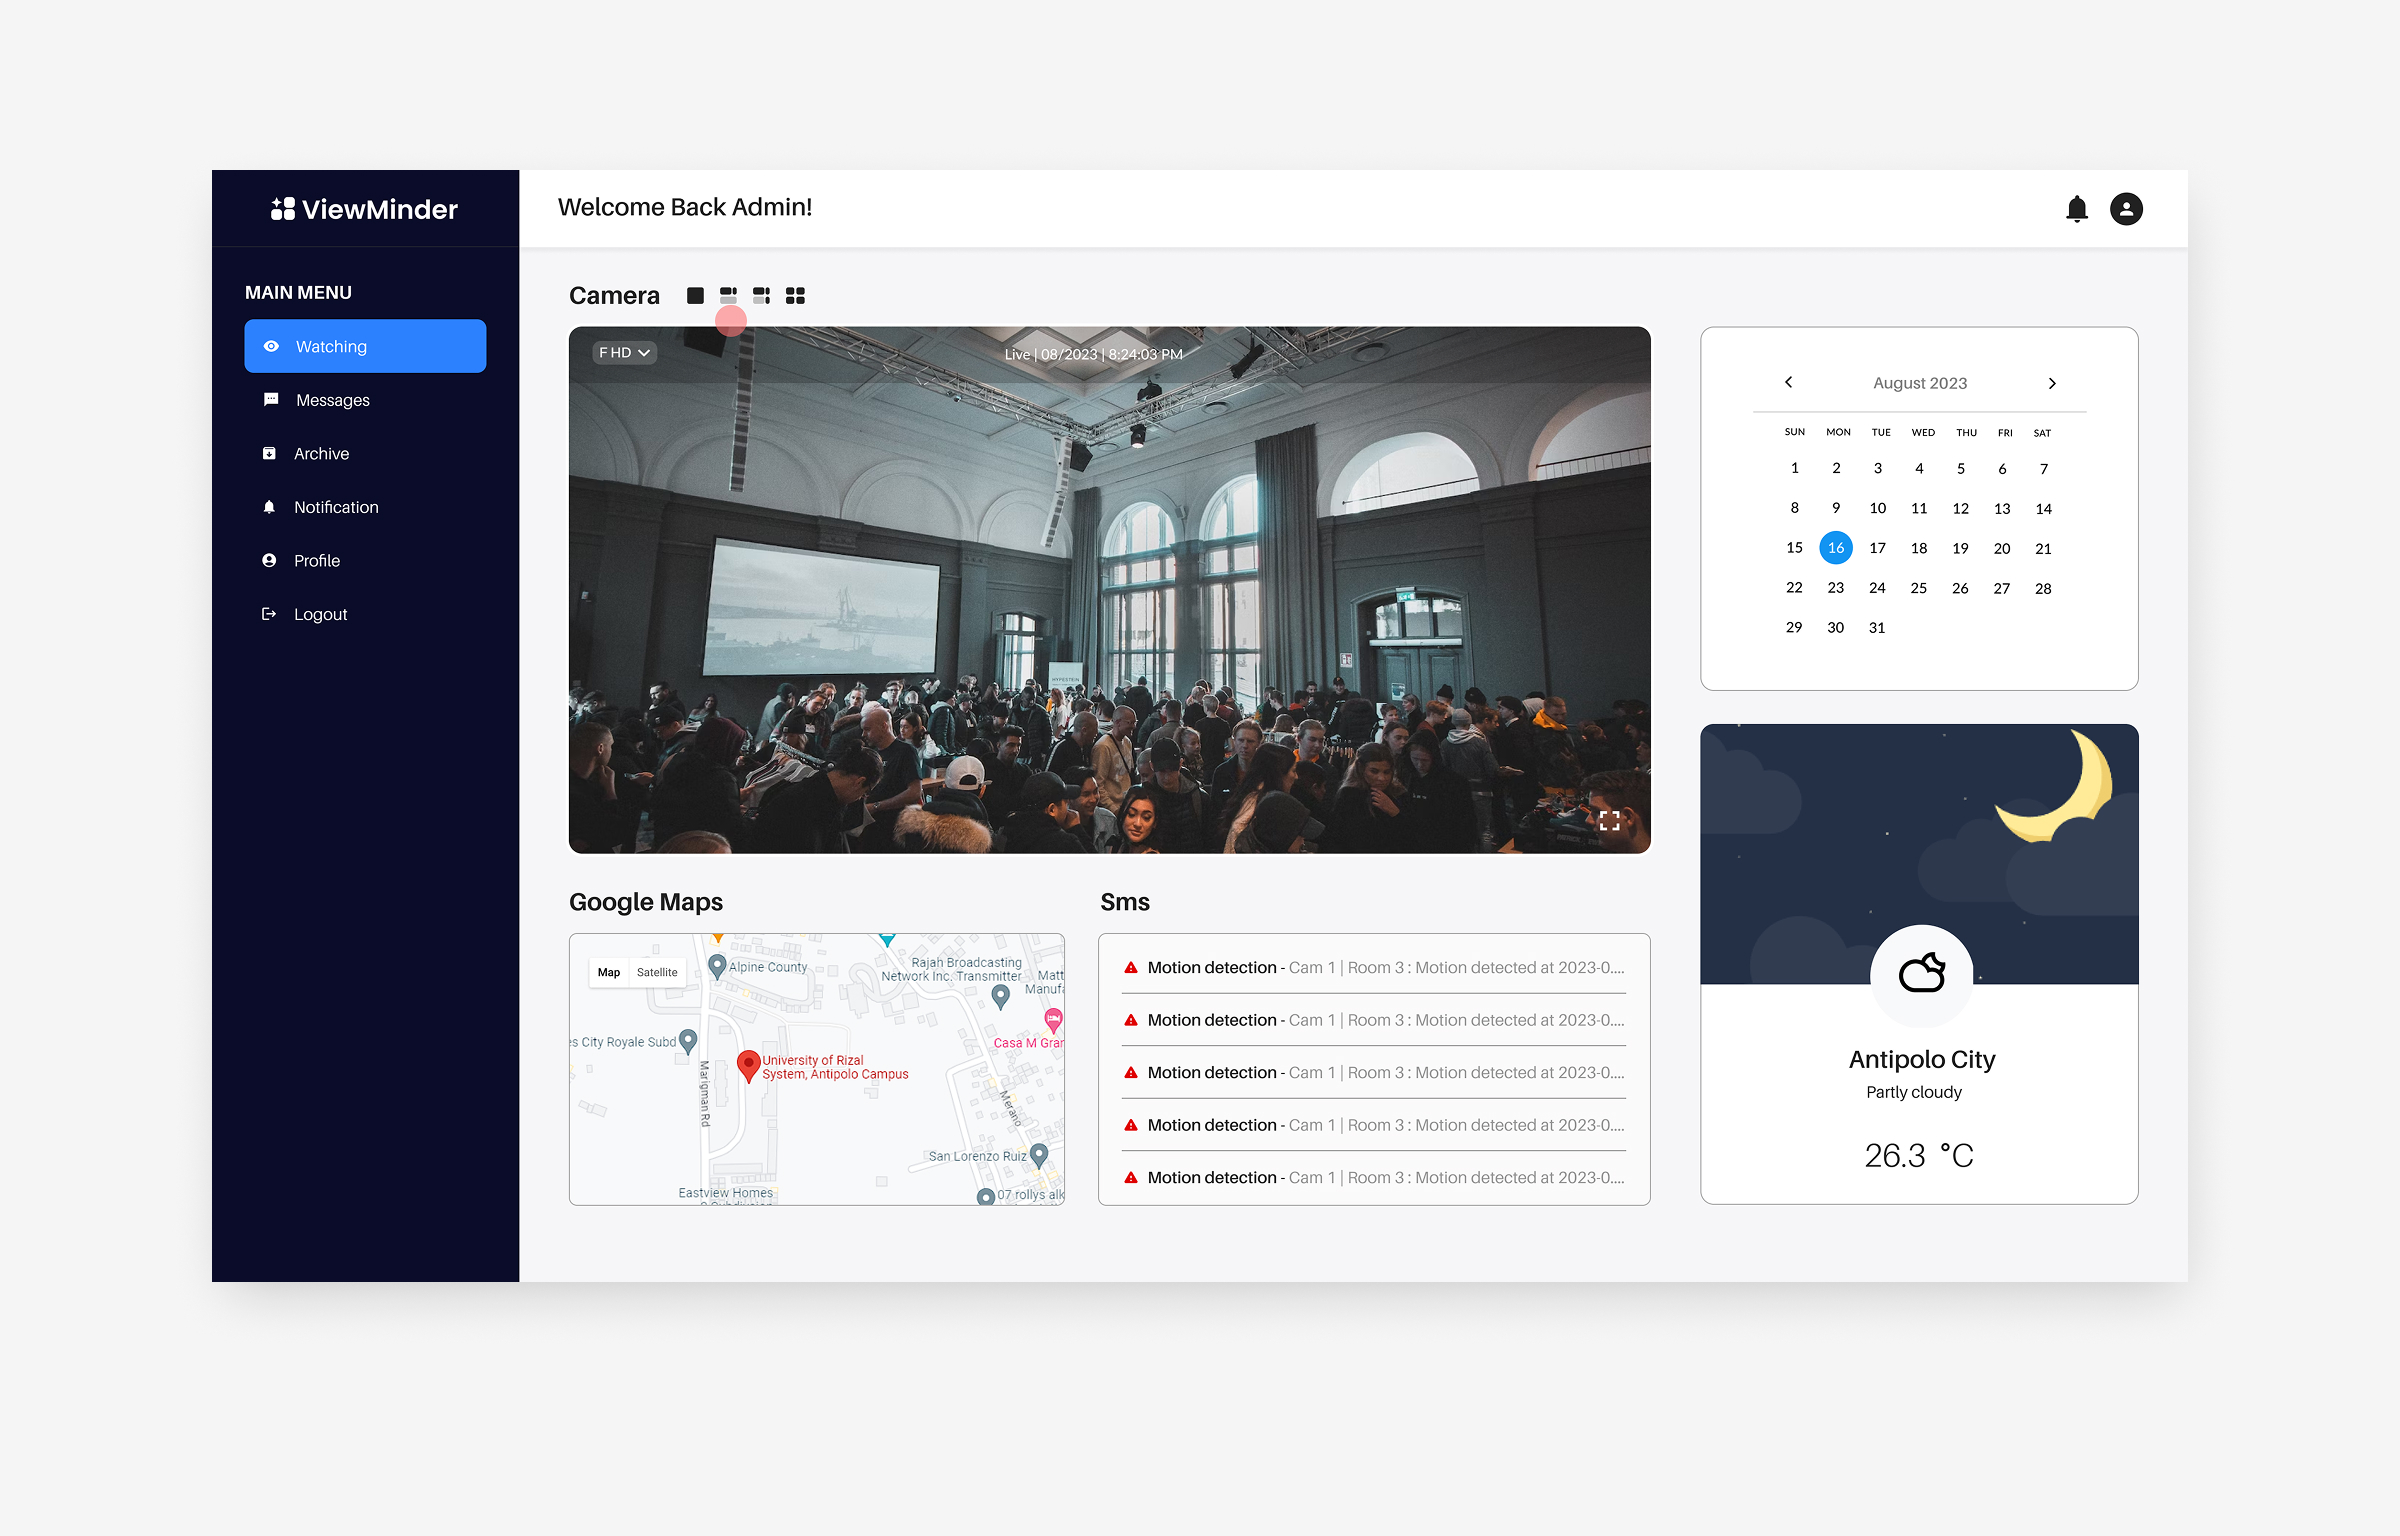 ViewMinder
Welcome Back Admin!
MAIN MENU
Watching
Messages
Archive
Notification
Profile
Logout
Camera
F HD
Live | 08/2023 | 8:24:03 PM
HYPESTEIN
August 2023
SUN MON TUE WED THU FRI SAT
1 2 3 4 5 6 7
8 9 10 11 12 13 14
15 16 17 18 19 20 21
22 23 24 25 26 27 28
29 30 31
Google Maps
Map Satellite
Alpine County
Rajah Broadcasting
Network Inc. Transmitter
Matt
Manufa
Casa M Gran
es City Royale Subd
University of Rizal
System, Antipolo Campus
Marigman Rd
Merano
San Lorenzo Ruiz
Eastview Homes
07 rollys alk
Sms
Motion detection - Cam 1 | Room 3 : Motion detected at 2023-0....
Motion detection - Cam 1 | Room 3 : Motion detected at 2023-0....
Motion detection - Cam 1 | Room 3 : Motion detected at 2023-0....
Motion detection - Cam 1 | Room 3 : Motion detected at 2023-0....
Motion detection - Cam 1 | Room 3 : Motion detected at 2023-0....
Antipolo City
Partly cloudy
26.3 °C